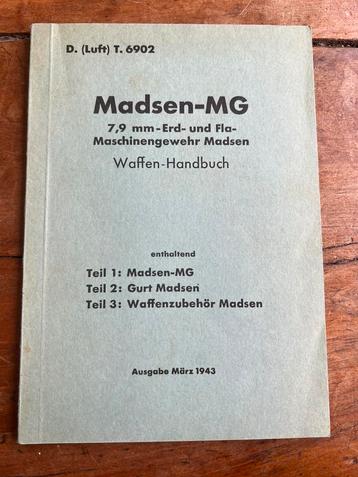 D. (Luft) T. 6902
Madsen-MG
7,9 mm-Erd- und Fla-
Maschinengewehr Madsen
Waffen-Handbuch
enthaltend
Teil 1: Madsen-MG
Teil 2: Gurt Madsen
Teil 3: Waffenzubehör Madsen
Ausgabe März 1943